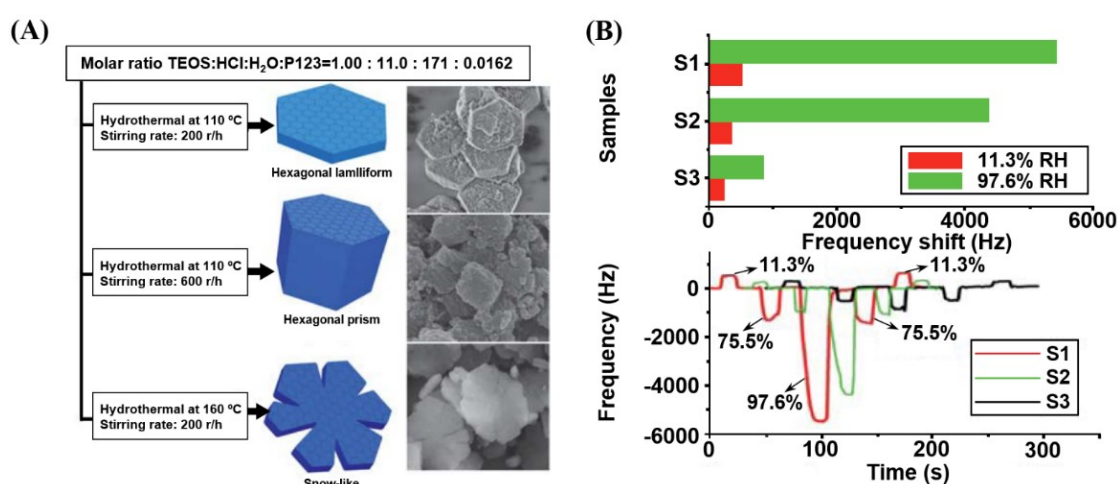 (A)
Molar ratio TEOS:HCl:H₂O:P123=1.00 : 11.0 : 171 : 0.0162
Hydrothermal at 110 ºC
Stirring rate: 200 r/h
Hexagonal lamlliform
Hydrothermal at 110 ºC
Stirring rate: 600 r/h
Hexagonal prism
Hydrothermal at 160 ºC
Stirring rate: 200 r/h
Snow-like
(B)
Samples
S1
S2
S3
11.3% RH
97.6% RH
0 2000 4000 6000
Frequency shift (Hz)
Frequency (Hz)
0
-2000
-4000
-6000
11.3%
11.3%
75.5%
75.5%
97.6%
S1
S2
S3
0 100 200 300
Time (s)